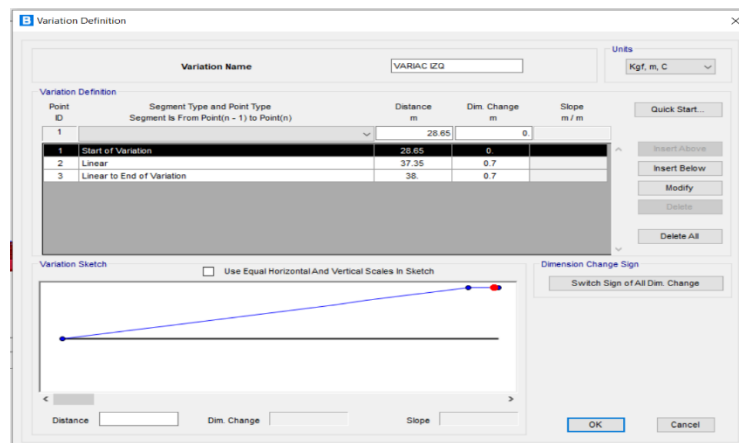 B Variation Definition
Units
Variation Name VARIAC IZQ Kgf, m, C
Variation Definition
Point Segment Type and Point Type Distance Dim. Change Slope
ID Segment Is From Point(n - 1) to Point(n) m m m / m
1 28.65 0.
1 Start of Variation 28.65 0.
2 Linear 37.35 0.7
3 Linear to End of Variation 38. 0.7
Quick Start...
Insert Above
Insert Below
Modify
Delete
Delete All
Variation Sketch
Use Equal Horizontal And Vertical Scales In Sketch
Dimension Change Sign
Switch Sign of All Dim. Change
Distance Dim. Change Slope
OK Cancel